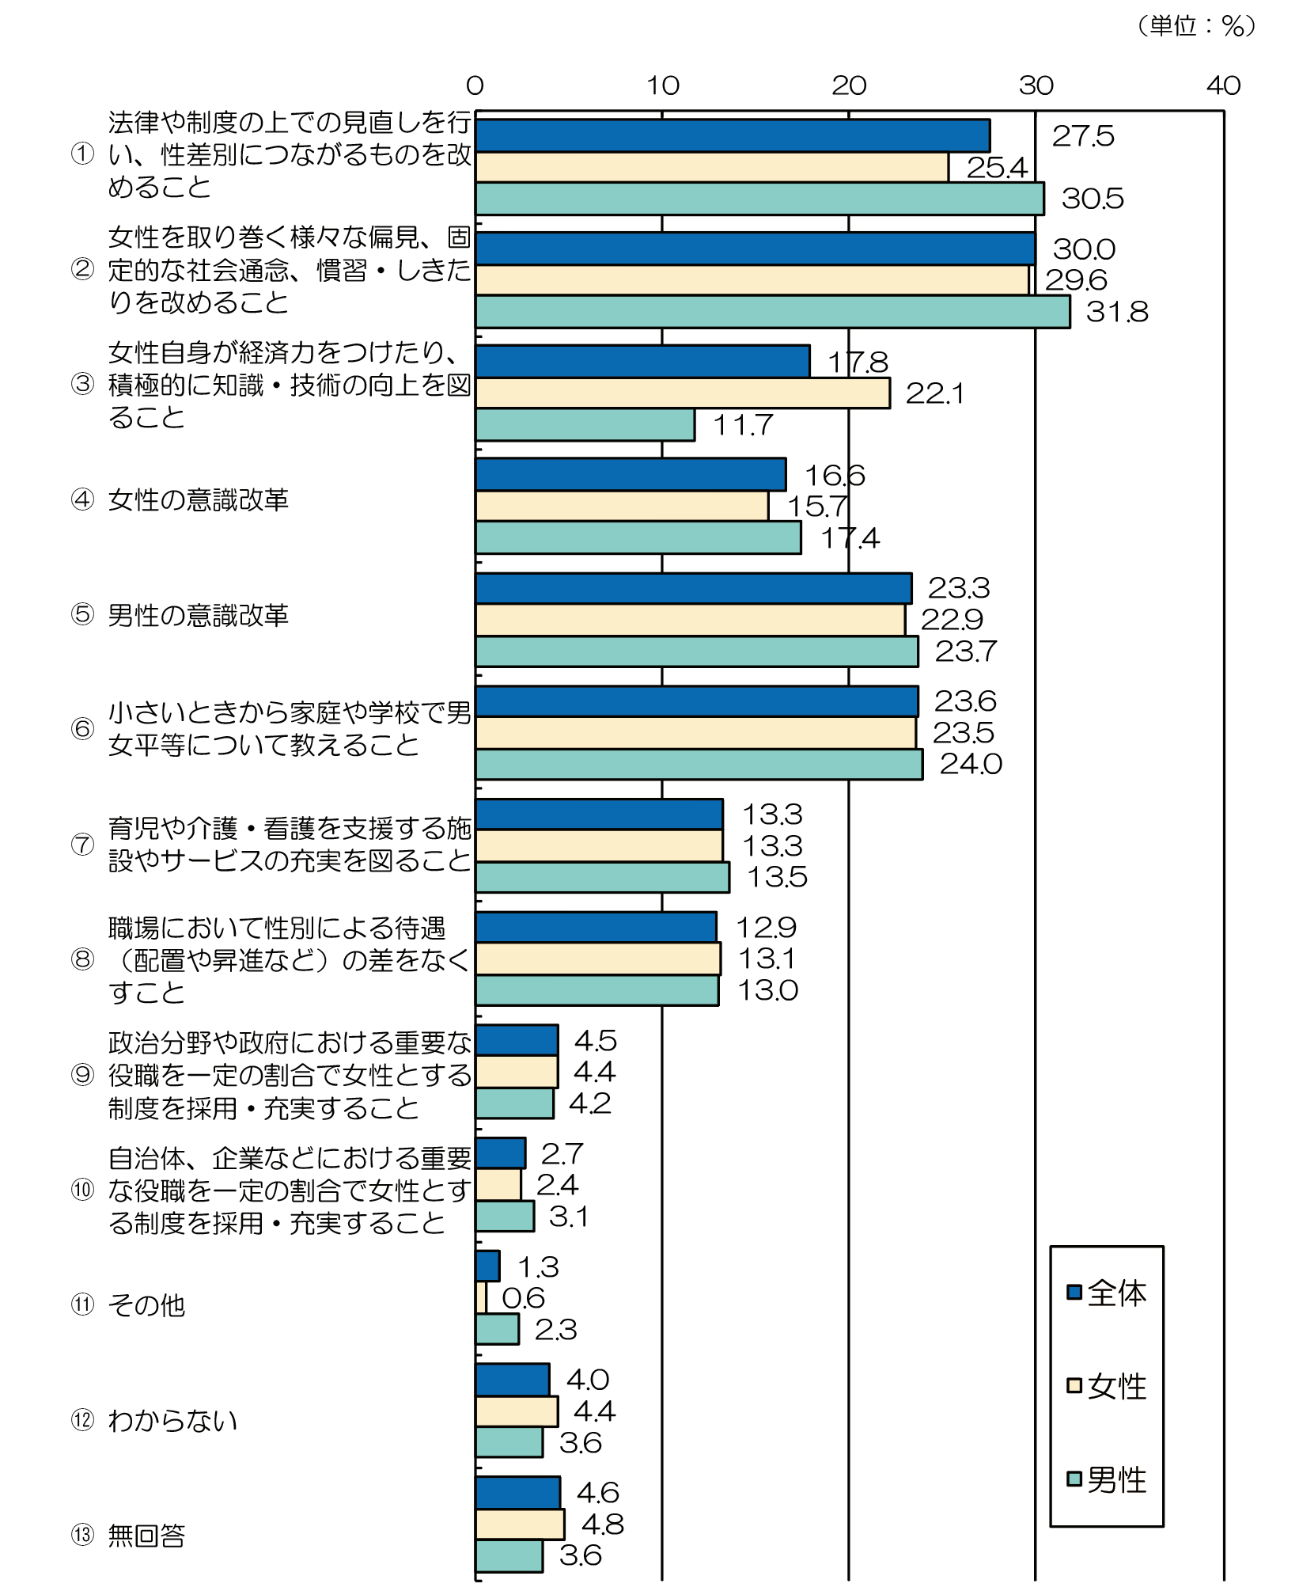 （単位：％）
0 10 20 30 40
① 法律や制度の上での見直しを行
い、性差別につながるものを改
めること
27.5
25.4
30.5
② 女性を取り巻く様々な偏見、固
定的な社会通念、慣習・しきた
りを改めること
30.0
29.6
31.8
③ 女性自身が経済力をつけたり、
積極的に知識・技術の向上を図
ること
17.8
22.1
11.7
④ 女性の意識改革
16.6
15.7
17.4
⑤ 男性の意識改革
23.3
22.9
23.7
⑥ 小さいときから家庭や学校で男
女平等について教えること
23.6
23.5
24.0
⑦ 育児や介護・看護を支援する施
設やサービスの充実を図ること
13.3
13.3
13.5
⑧ 職場において性別による待遇
（配置や昇進など）の差をなく
すこと
12.9
13.1
13.0
⑨ 政治分野や政府における重要な
役職を一定の割合で女性とする
制度を採用・充実すること
4.5
4.4
4.2
⑩ 自治体、企業などにおける重要
な役職を一定の割合で女性とす
る制度を採用・充実すること
2.7
2.4
3.1
⑪ その他
1.3
0.6
2.3
⑫ わからない
4.0
4.4
3.6
⑬ 無回答
4.6
4.8
3.6
全体
女性
男性